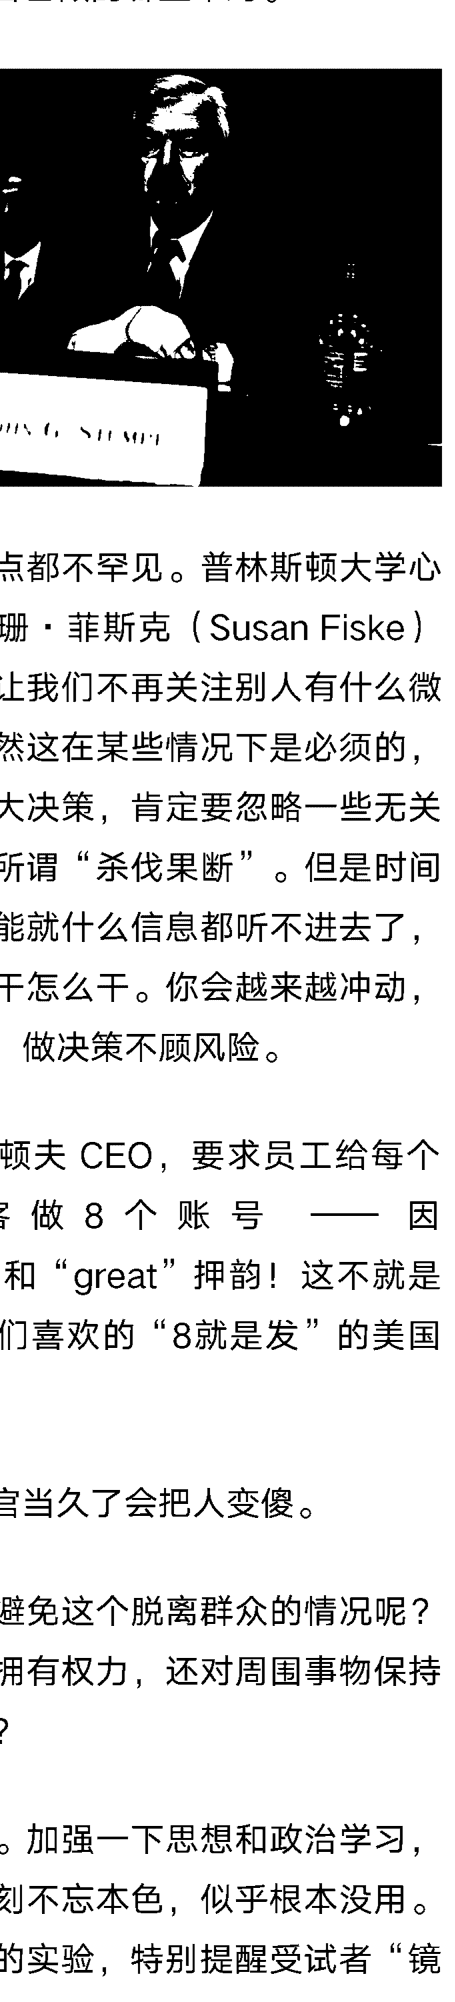 点都不罕见。普林斯顿大学心
珊·菲斯克（Susan Fiske）
让我们不再关注别人有什么微
然这在某些情况下是必须的，
大决策，肯定要忽略一些无关
所谓“杀伐果断”。但是时间
能就什么信息都听不进去了，
干怎么干。你会越来越冲动，
做决策不顾风险。
顿夫 CEO，要求员工给每个
客做8个账号 —— 因
和“great”押韵！这不就是
们喜欢的“8就是发”的美国
官当久了会把人变傻。
避免这个脱离群众的情况呢？
拥有权力，还对周围事物保持
？
。加强一下思想和政治学习，
刻不忘本色，似乎根本没用。
的实验，特别提醒受试者“镜